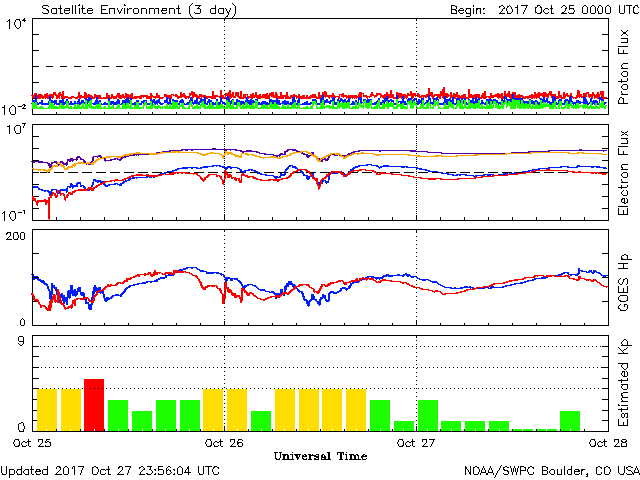 Satellite Environment (3 day)
Begin: 2017 Oct 25 0000 UTC
10^4
10^-2
Proton Flux
10^7
10^-1
Electron Flux
200
0
GOES Hp
9
0
Estimated Kp
Oct 25
Oct 26
Oct 27
Oct 28
Universal Time
Updated 2017 Oct 27 23:56:04 UTC
NOAA/SWPC Boulder, CO USA